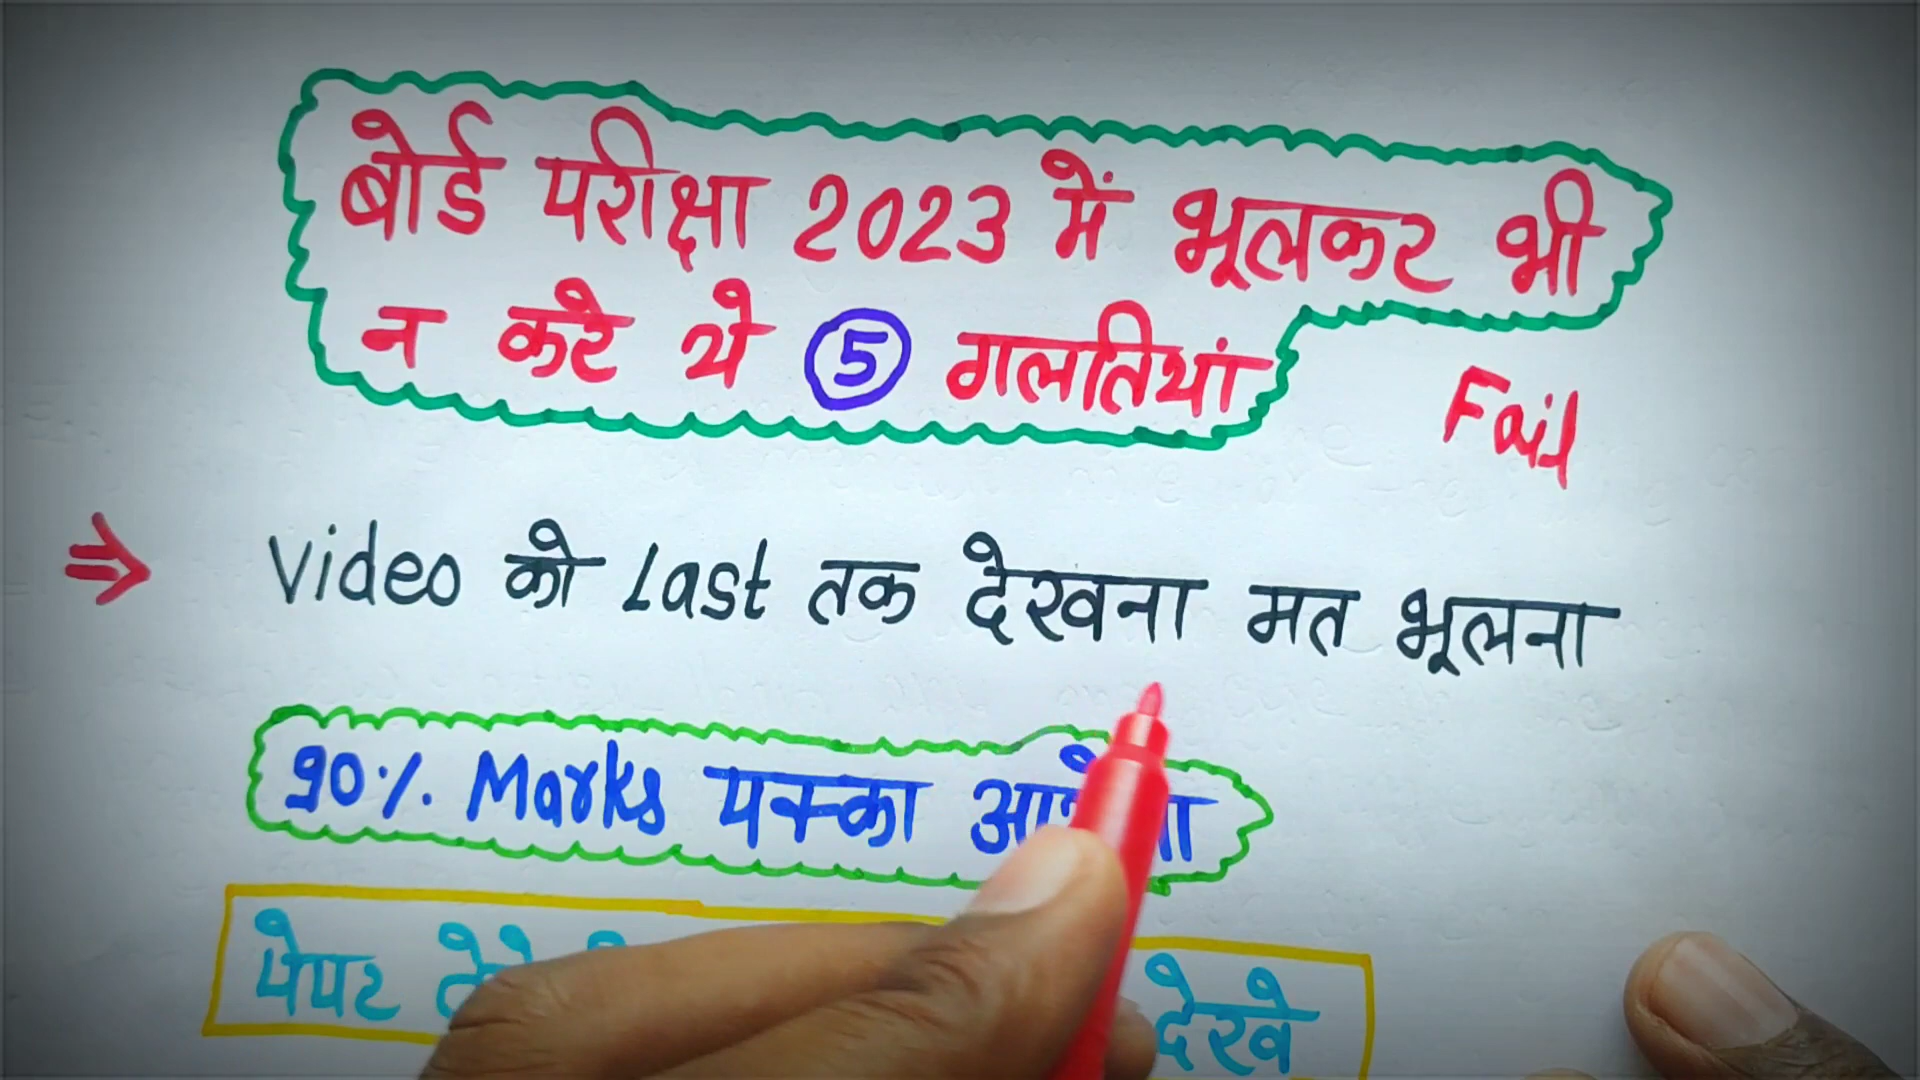 बोर्ड परीक्षा 2023 में भूलकर भी
न करे ये 5 गलतियां
Fail
⇒ Video को Last तक देखना मत भूलना
90% Marks पक्का
पेपर देखे